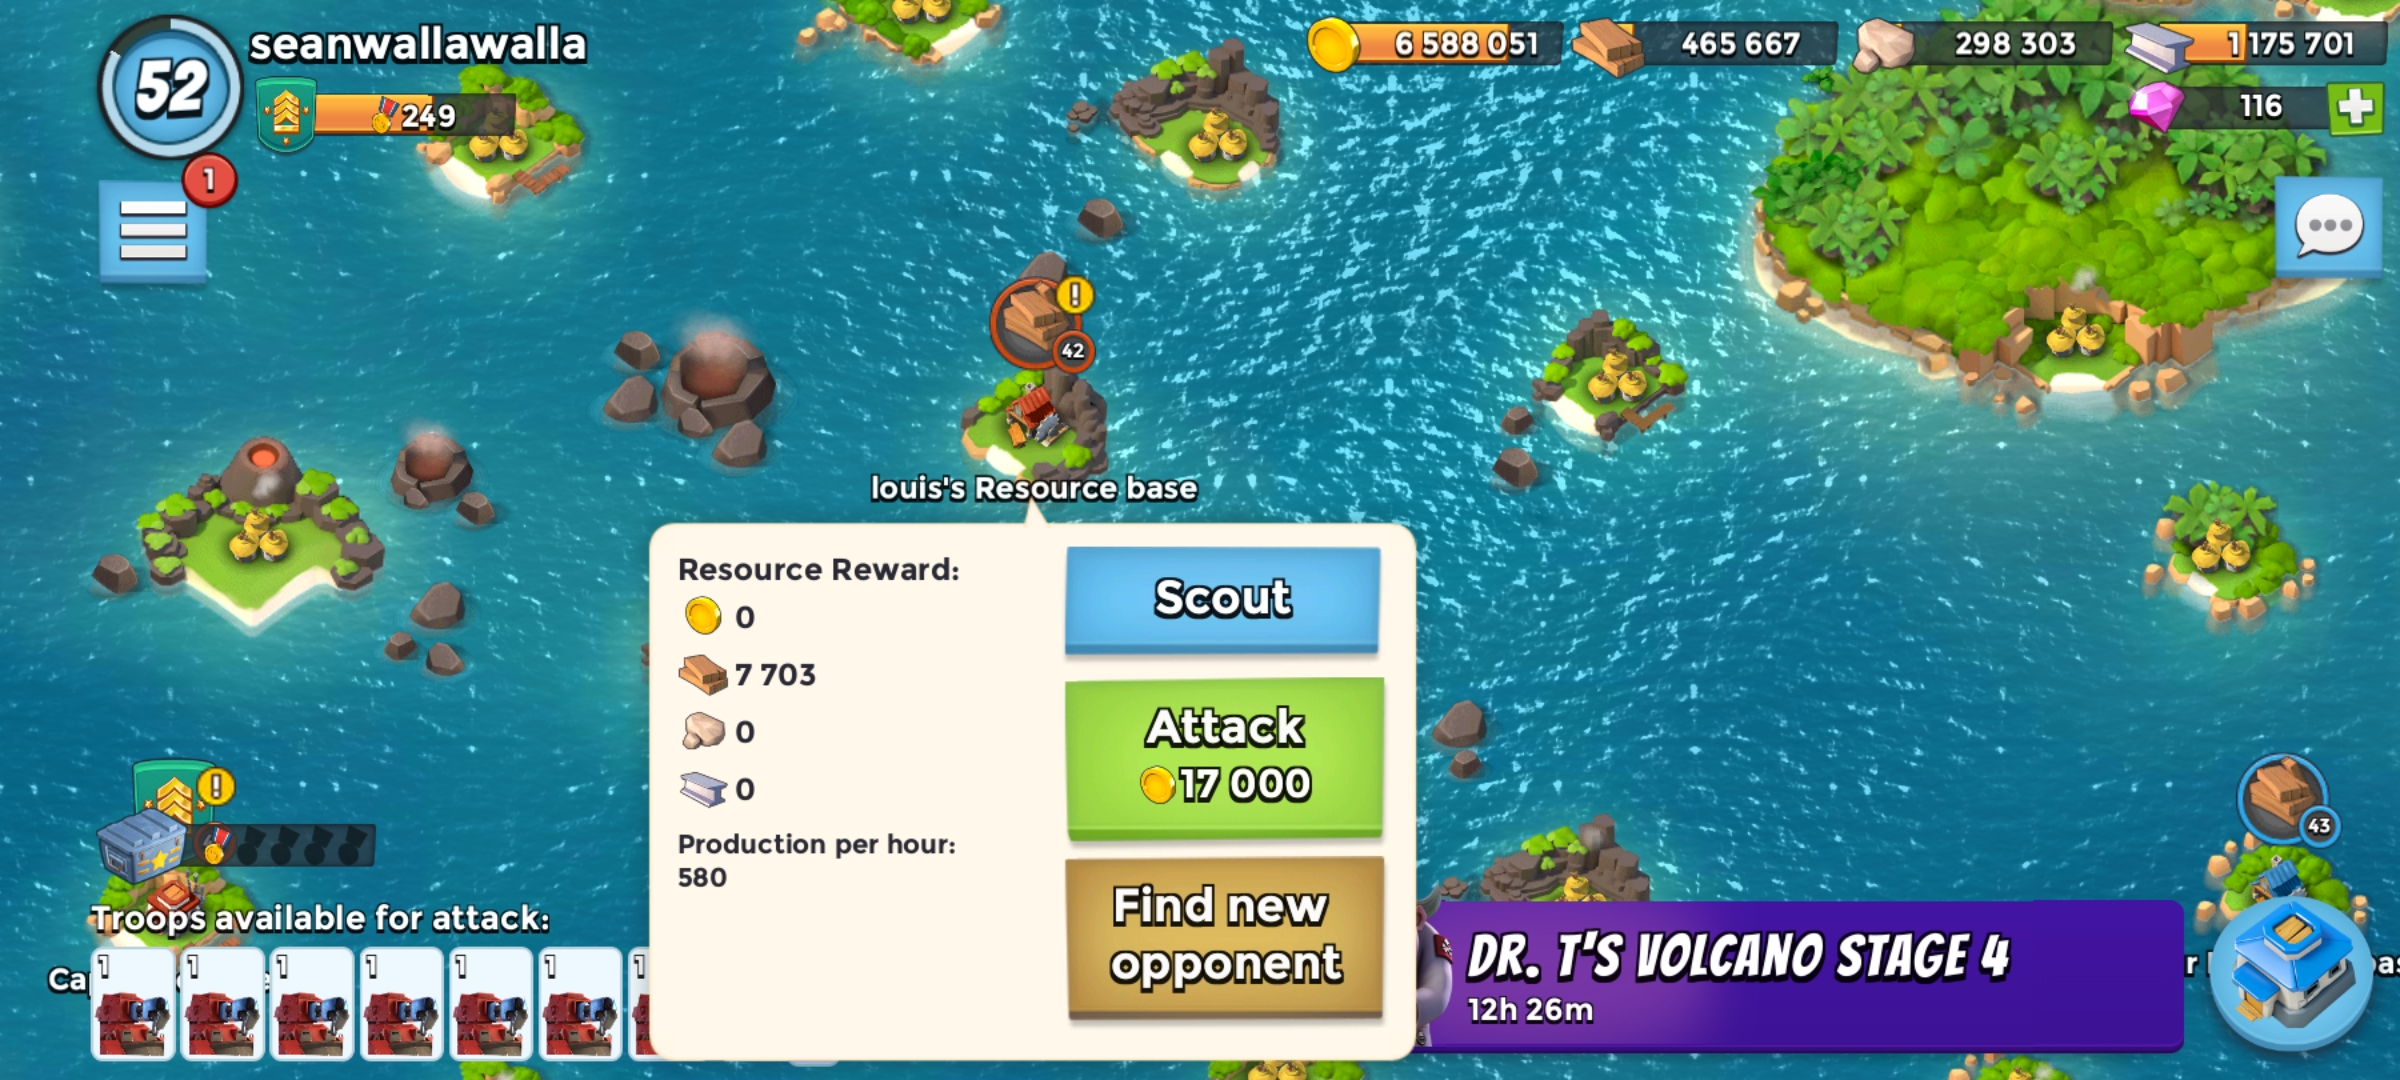 52
seanwallawalla
249
6 588 051
465 667
298 303
1 175 701
116
1
!
42
louis's Resource base
Resource Reward:
0
7 703
0
0
Production per hour:
580
Scout
Attack
17 000
Find new
opponent
!
43
Troops available for attack:
1
1
1
1
1
1
1
DR. T'S VOLCANO STAGE 4
12h 26m